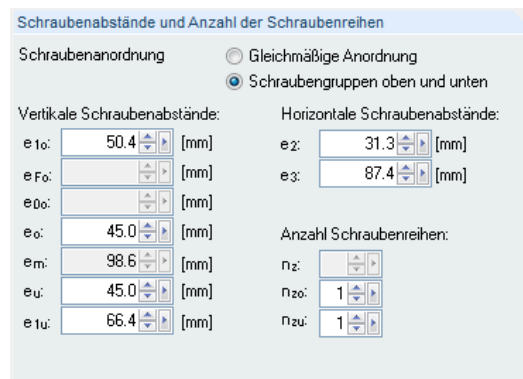 Schraubenabstände und Anzahl der Schraubenreihen
Schraubenanordnung
Gleichmäßige Anordnung
Schraubengruppen oben und unten
Vertikale Schraubenabstände:
e1o: 50.4 [mm]
eFo: [mm]
eDo: [mm]
eo: 45.0 [mm]
em: 98.6 [mm]
eu: 45.0 [mm]
e1u: 66.4 [mm]
Horizontale Schraubenabstände:
e2: 31.3 [mm]
e3: 87.4 [mm]
Anzahl Schraubenreihen:
nz:
nzo: 1
nzu: 1